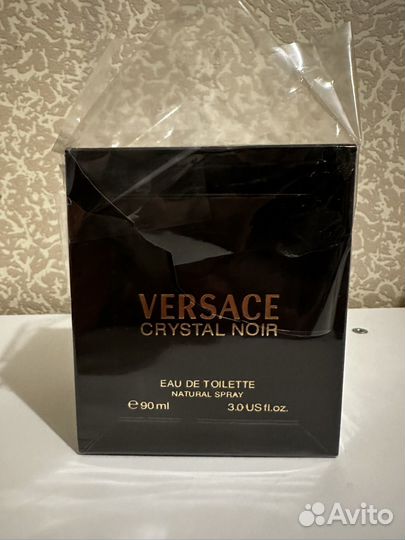 VERSACE
CRYSTAL NOIR
EAU DE TOILETTE
NATURAL SPRAY
℮ 90 ml 3.0 US fl.oz.
Avito